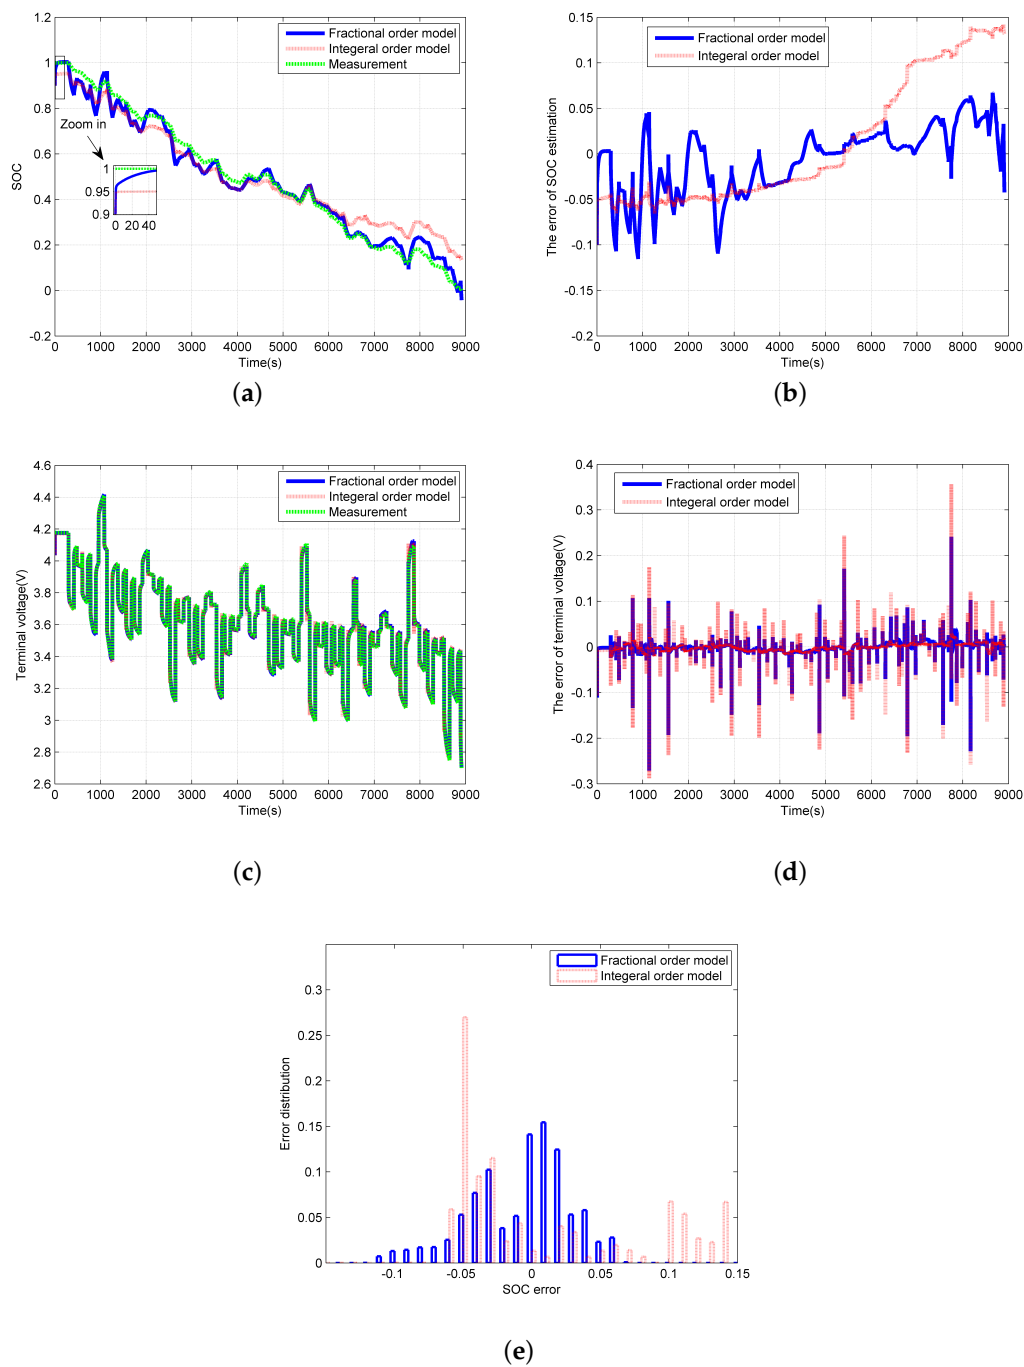 1.2
1
0.8
0.6
0.4
0.2
0
-0.2
SOC
Fractional order model
Integeral order model
Measurement
Zoom in
1
0.95
0.9
0 20 40
0 1000 2000 3000 4000 5000 6000 7000 8000 9000
Time(s)
(a)
0.15
0.1
0.05
0
-0.05
-0.1
-0.15
-0.2
The error of SOC estimation
Fractional order model
Integeral order model
0 1000 2000 3000 4000 5000 6000 7000 8000 9000
Time(s)
(b)
4.6
4.4
4.2
4
3.8
3.6
3.4
3.2
3
2.8
2.6
Terminal voltage(V)
Fractional order model
Integeral order model
Measurement
0 1000 2000 3000 4000 5000 6000 7000 8000 9000
Time(s)
(c)
0.4
0.3
0.2
0.1
0
-0.1
-0.2
-0.3
The error of terminal voltage(V)
Fractional order model
Integeral order model
0 1000 2000 3000 4000 5000 6000 7000 8000 9000
Time(s)
(d)
0.3
0.25
0.2
0.15
0.1
0.05
0
Error distribution
Fractional order model
Integeral order model
-0.1 -0.05 0 0.05 0.1 0.15
SOC error
(e)